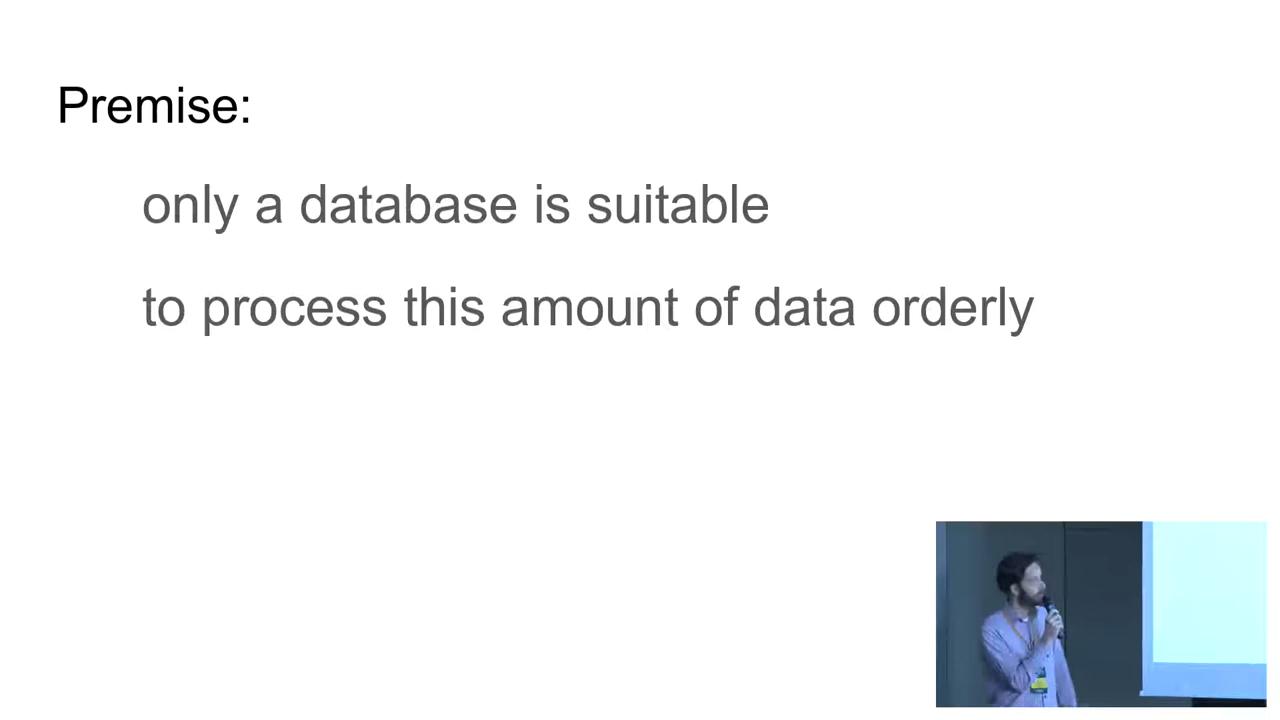 Premise:
only a database is suitable
to process this amount of data orderly